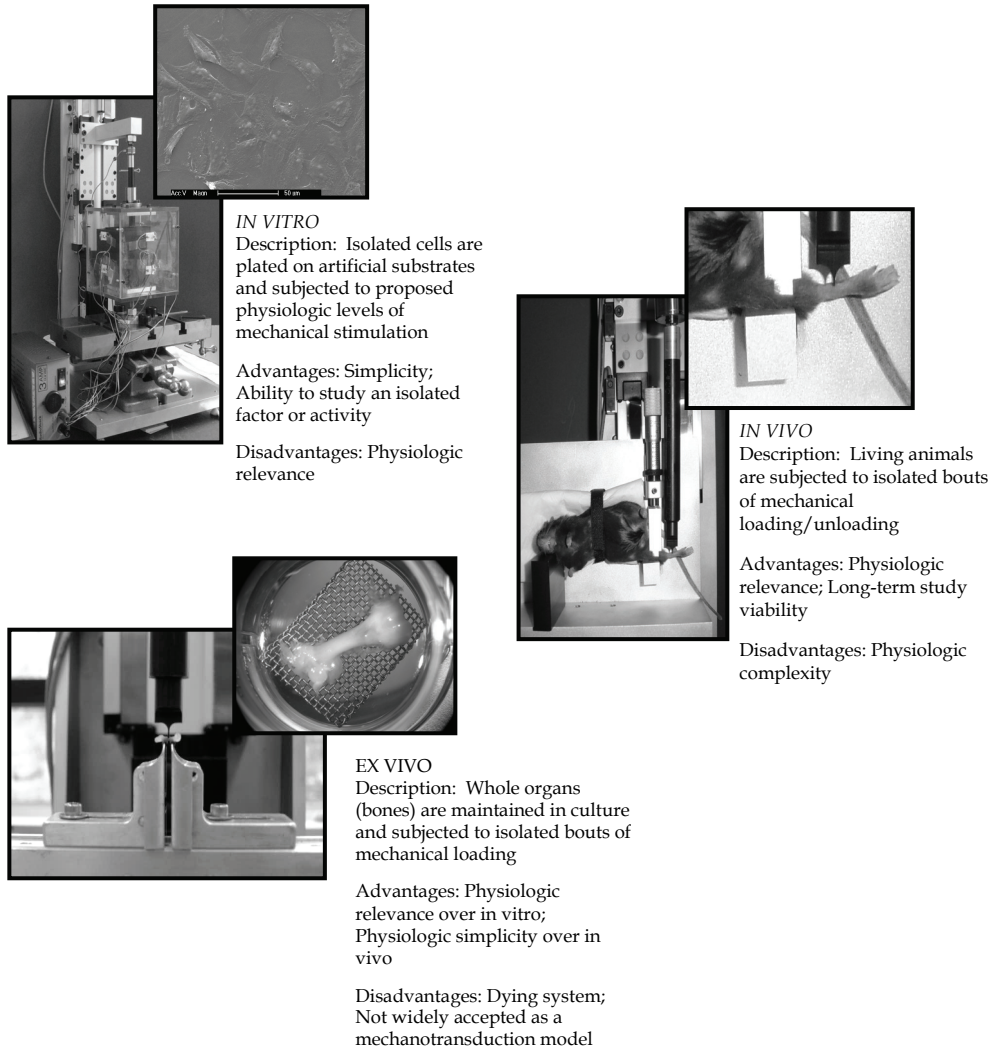 Acc.V Magn 50 µm
IN VITRO
Description: Isolated cells are
plated on artificial substrates
and subjected to proposed
physiologic levels of
mechanical stimulation
Advantages: Simplicity;
Ability to study an isolated
factor or activity
Disadvantages: Physiologic
relevance
IN VIVO
Description: Living animals
are subjected to isolated bouts
of mechanical
loading/unloading
Advantages: Physiologic
relevance; Long-term study
viability
Disadvantages: Physiologic
complexity
EX VIVO
Description: Whole organs
(bones) are maintained in culture
and subjected to isolated bouts of
mechanical loading
Advantages: Physiologic
relevance over in vitro;
Physiologic simplicity over in
vivo
Disadvantages: Dying system;
Not widely accepted as a
mechanotransduction model